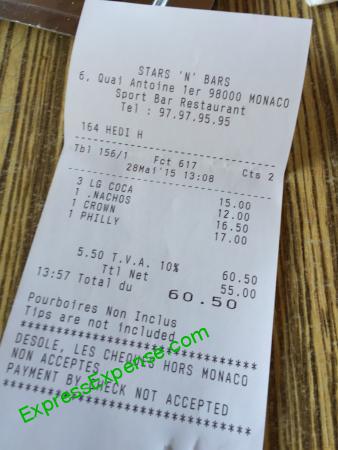 STARS 'N' BARS
6, Quai Antoine 1er 98000 MONACO
Sport Bar Restaurant
Tel : 97.97.95.95
164 HEDI H
Tbl 156/1 Fct 617 Cts 2
28Mai'15 13:08
3 LG COCA 15.00
1 .NACHOS 12.00
1 CROWN 16.50
1 PHILLY 17.00
5.50 T.V.A. 10% 60.50
Ttl Net 55.00
13:57 Total du 60.50
Pourboires Non Inclus
Tips are not included
********************************
DESOLE, LES CHEQUES HORS MONACO
NON ACCEPTES
PAYMENT BY CHECK NOT ACCEPTED
********************************
ExpressExpense.com